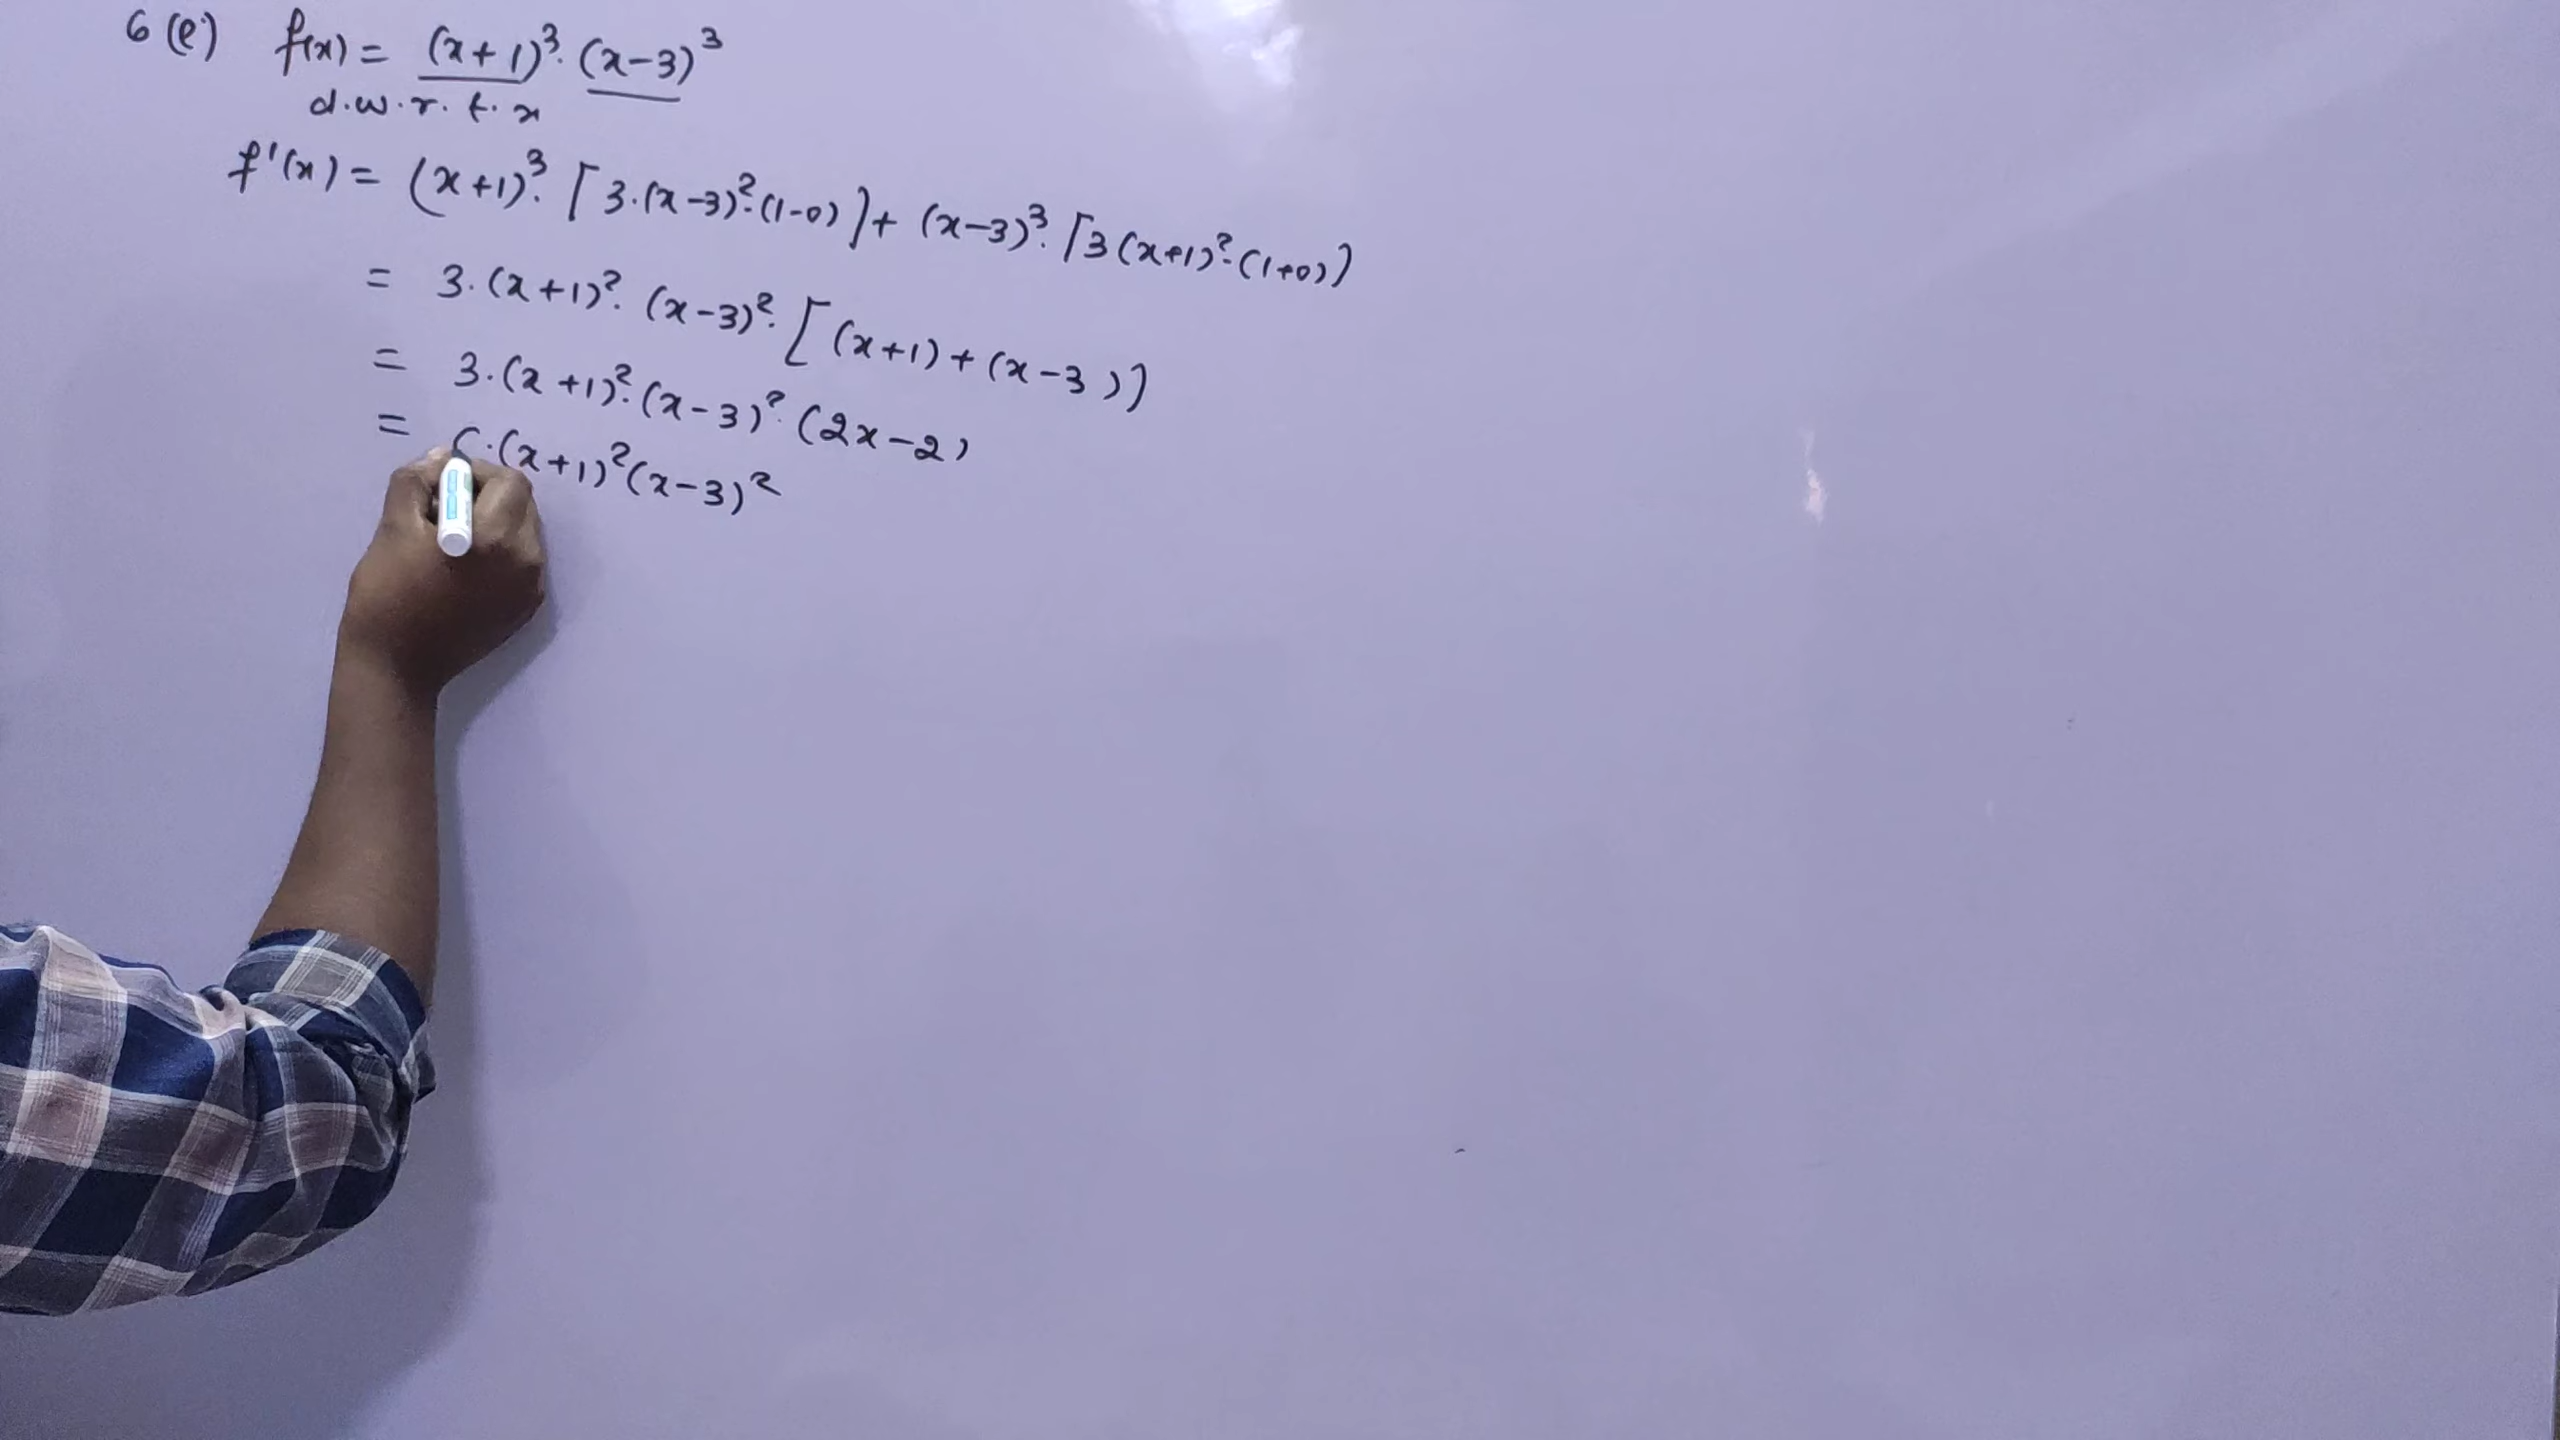 6 (e) f(x) = (x+1)³. (x-3)³
d.w.r.t.x
f'(x) = (x+1)³. [3.(x-3)².(1-0)] + (x-3)³. [3(x+1)².(1+0)]
= 3.(x+1)². (x-3)². [(x+1) + (x-3)]
= 3.(x+1)².(x-3)². (2x-2)
= .(x+1)²(x-3)²